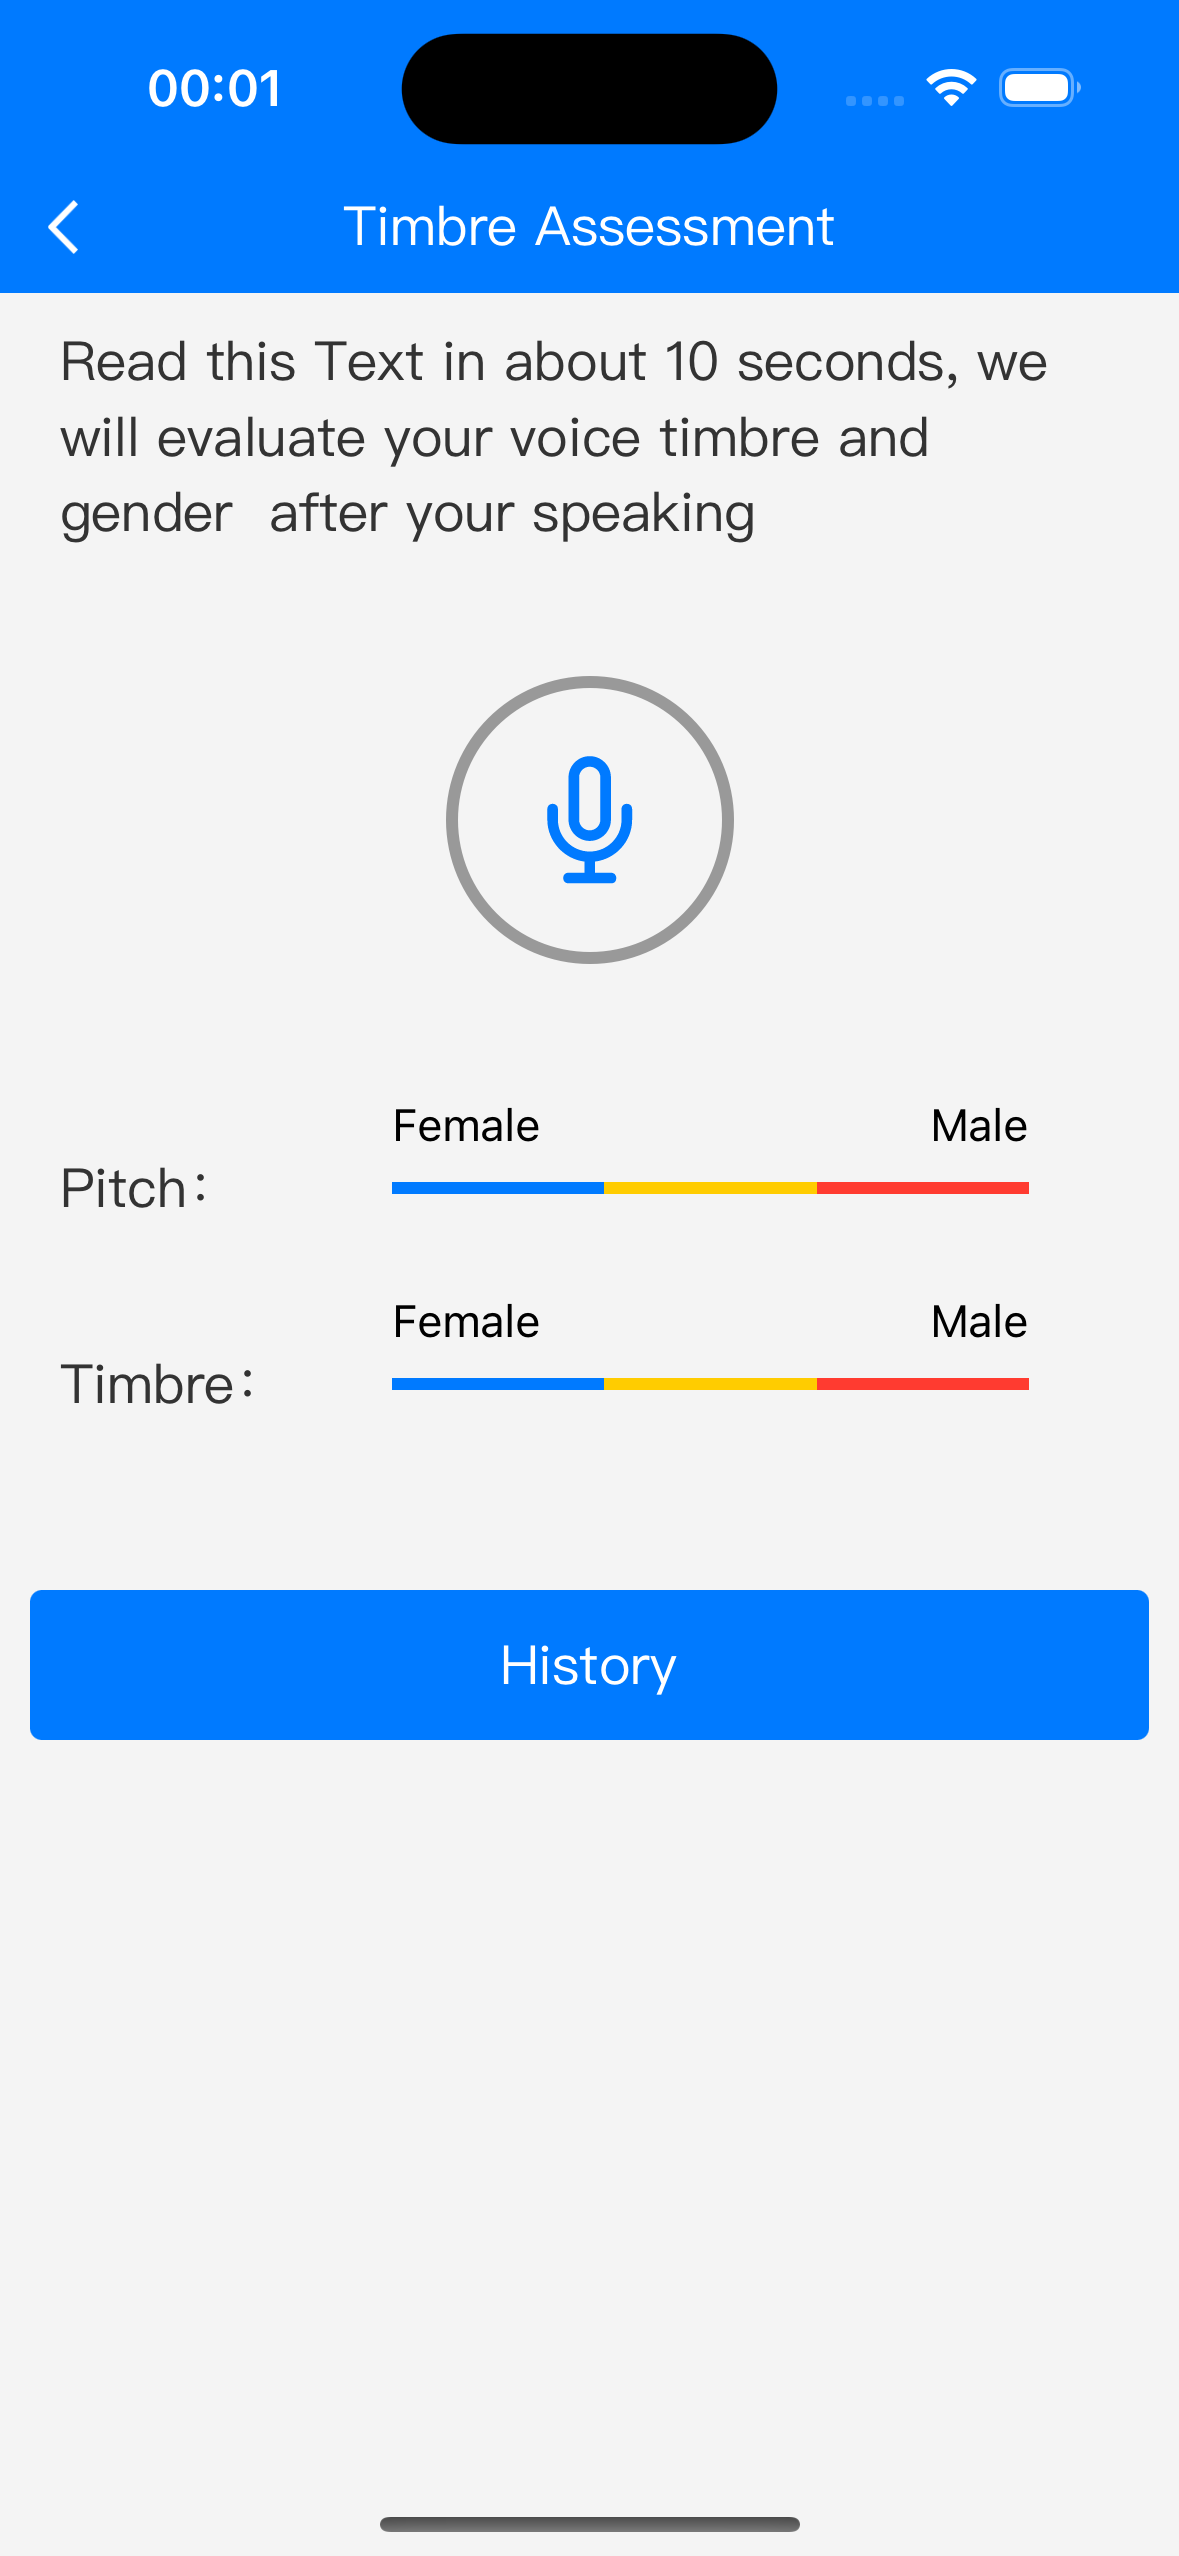 00:01
Timbre Assessment
Read this Text in about 10 seconds, we
will evaluate your voice timbre and
gender  after your speaking
Female Male
Pitch:
Female Male
Timbre:
History